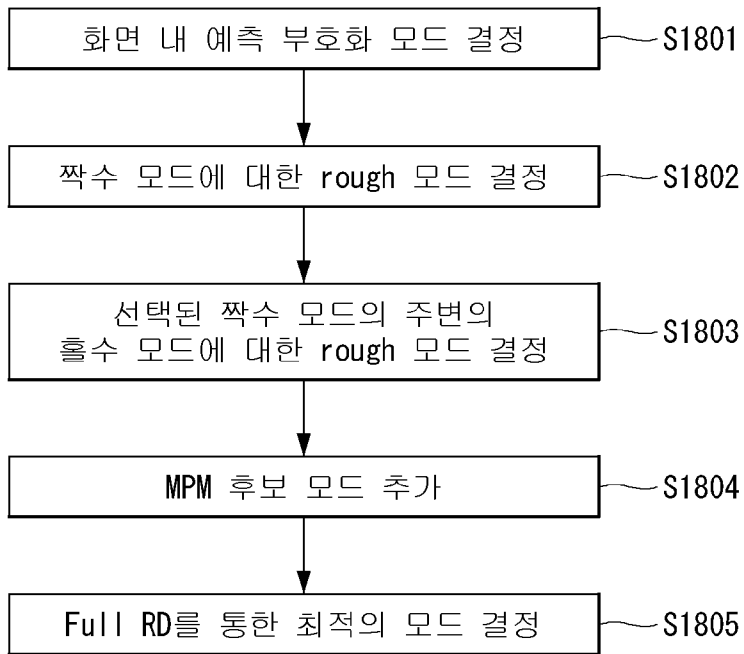 화면 내 예측 부호화 모드 결정
S1801
짝수 모드에 대한 rough 모드 결정
S1802
선택된 짝수 모드의 주변의
홀수 모드에 대한 rough 모드 결정
S1803
MPM 후보 모드 추가
S1804
Full RD를 통한 최적의 모드 결정
S1805